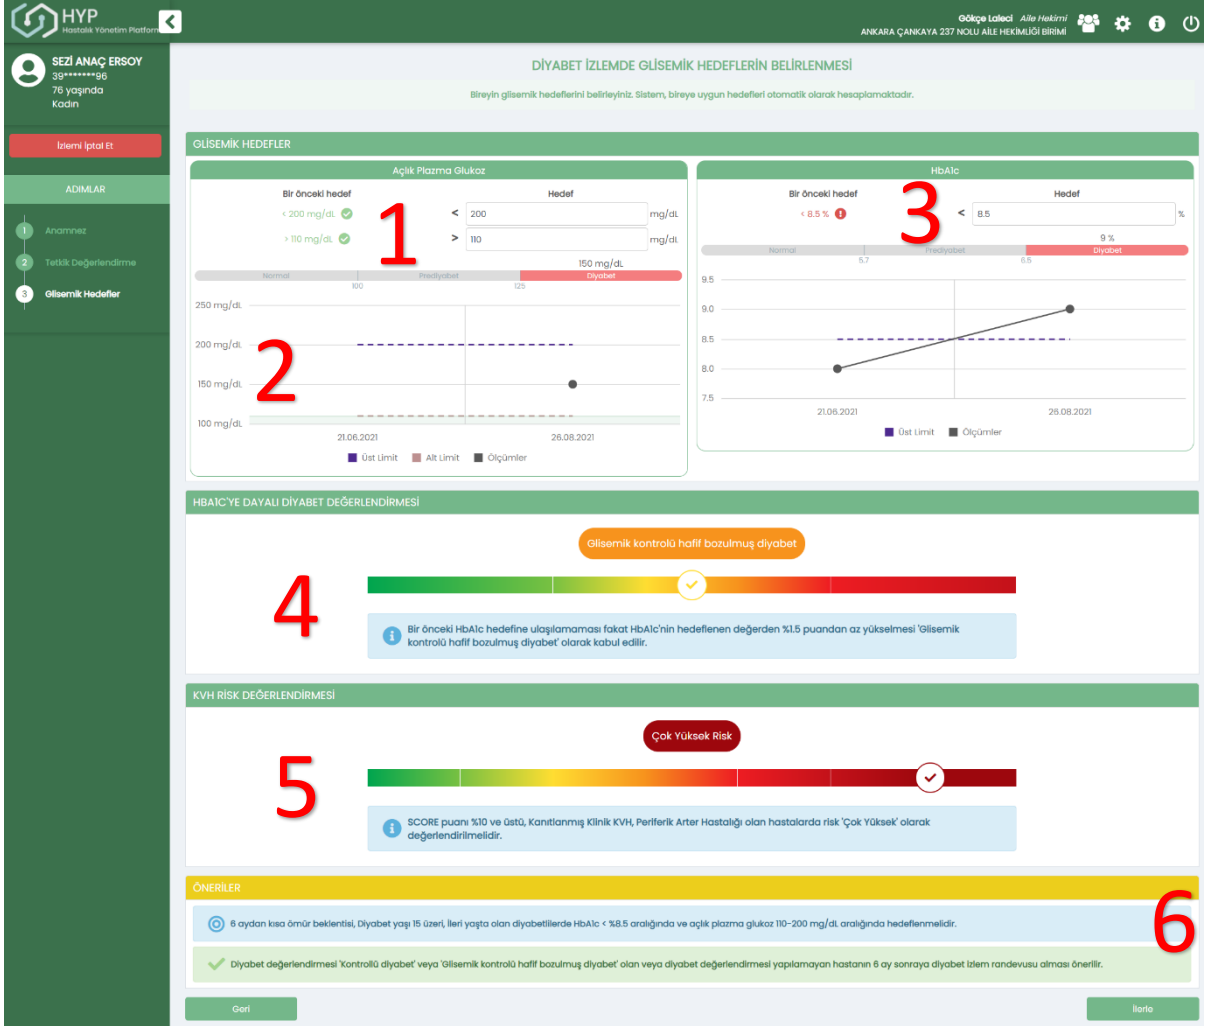 HYP
Hastalık Yönetim Platform
Gökçe Laleci Aile Hekimi
ANKARA ÇANKAYA 237 NOLU AİLE HEKİMLİĞİ BİRİMİ
SEZİ ANAÇ ERSOY
39*******96
76 yaşında
Kadın
İzlemi İptal Et
ADIMLAR
1 Anamnez
2 Tetkik Değerlendirme
3 Glisemik Hedefler
DİYABET İZLEMDE GLİSEMİK HEDEFLERİN BELİRLENMESİ
Bireyin glisemik hedeflerini belirleyiniz. Sistem, bireye uygun hedefleri otomatik olarak hesaplamaktadır.
GLİSEMİK HEDEFLER
Açlık Plazma Glukoz
Bir önceki hedef Hedef
< 200 mg/dL < 200 mg/dL
> 110 mg/dL > 110 mg/dL
1
150 mg/dL
Normal Prediyabet Diyabet
100 125
250 mg/dL
200 mg/dL
150 mg/dL
100 mg/dL
2
21.06.2021 26.08.2021
Üst Limit Alt Limit Ölçümler
HbA1c
Bir önceki hedef Hedef
< 8.5 % < 8.5 %
3
9 %
Normal Prediyabet Diyabet
5.7 6.5
9.5
9.0
8.5
8.0
7.5
21.06.2021 26.08.2021
Üst Limit Ölçümler
HBA1C'YE DAYALI DİYABET DEĞERLENDİRMESİ
Glisemik kontrolü hafif bozulmuş diyabet
4
Bir önceki HbA1c hedefine ulaşılamaması fakat HbA1c'nin hedeflenen değerden %1.5 puandan az yükselmesi 'Glisemik
kontrolü hafif bozulmuş diyabet' olarak kabul edilir.
KVH RİSK DEĞERLENDİRMESİ
Çok Yüksek Risk
5
SCORE puanı %10 ve üstü, Kanıtlanmış Klinik KVH, Periferik Arter Hastalığı olan hastalarda risk 'Çok Yüksek' olarak
değerlendirilmelidir.
ÖNERİLER
6 aydan kısa ömür beklentisi, Diyabet yaşı 15 üzeri, İleri yaşta olan diyabetlilerde HbA1c < %8.5 aralığında ve açlık plazma glukoz 110-200 mg/dL aralığında hedeflenmelidir.
6
Diyabet değerlendirmesi 'Kontrollü diyabet' veya 'Glisemik kontrolü hafif bozulmuş diyabet' olan veya diyabet değerlendirmesi yapılamayan hastanın 6 ay sonraya diyabet izlem randevusu alması önerilir.
Geri İlerle